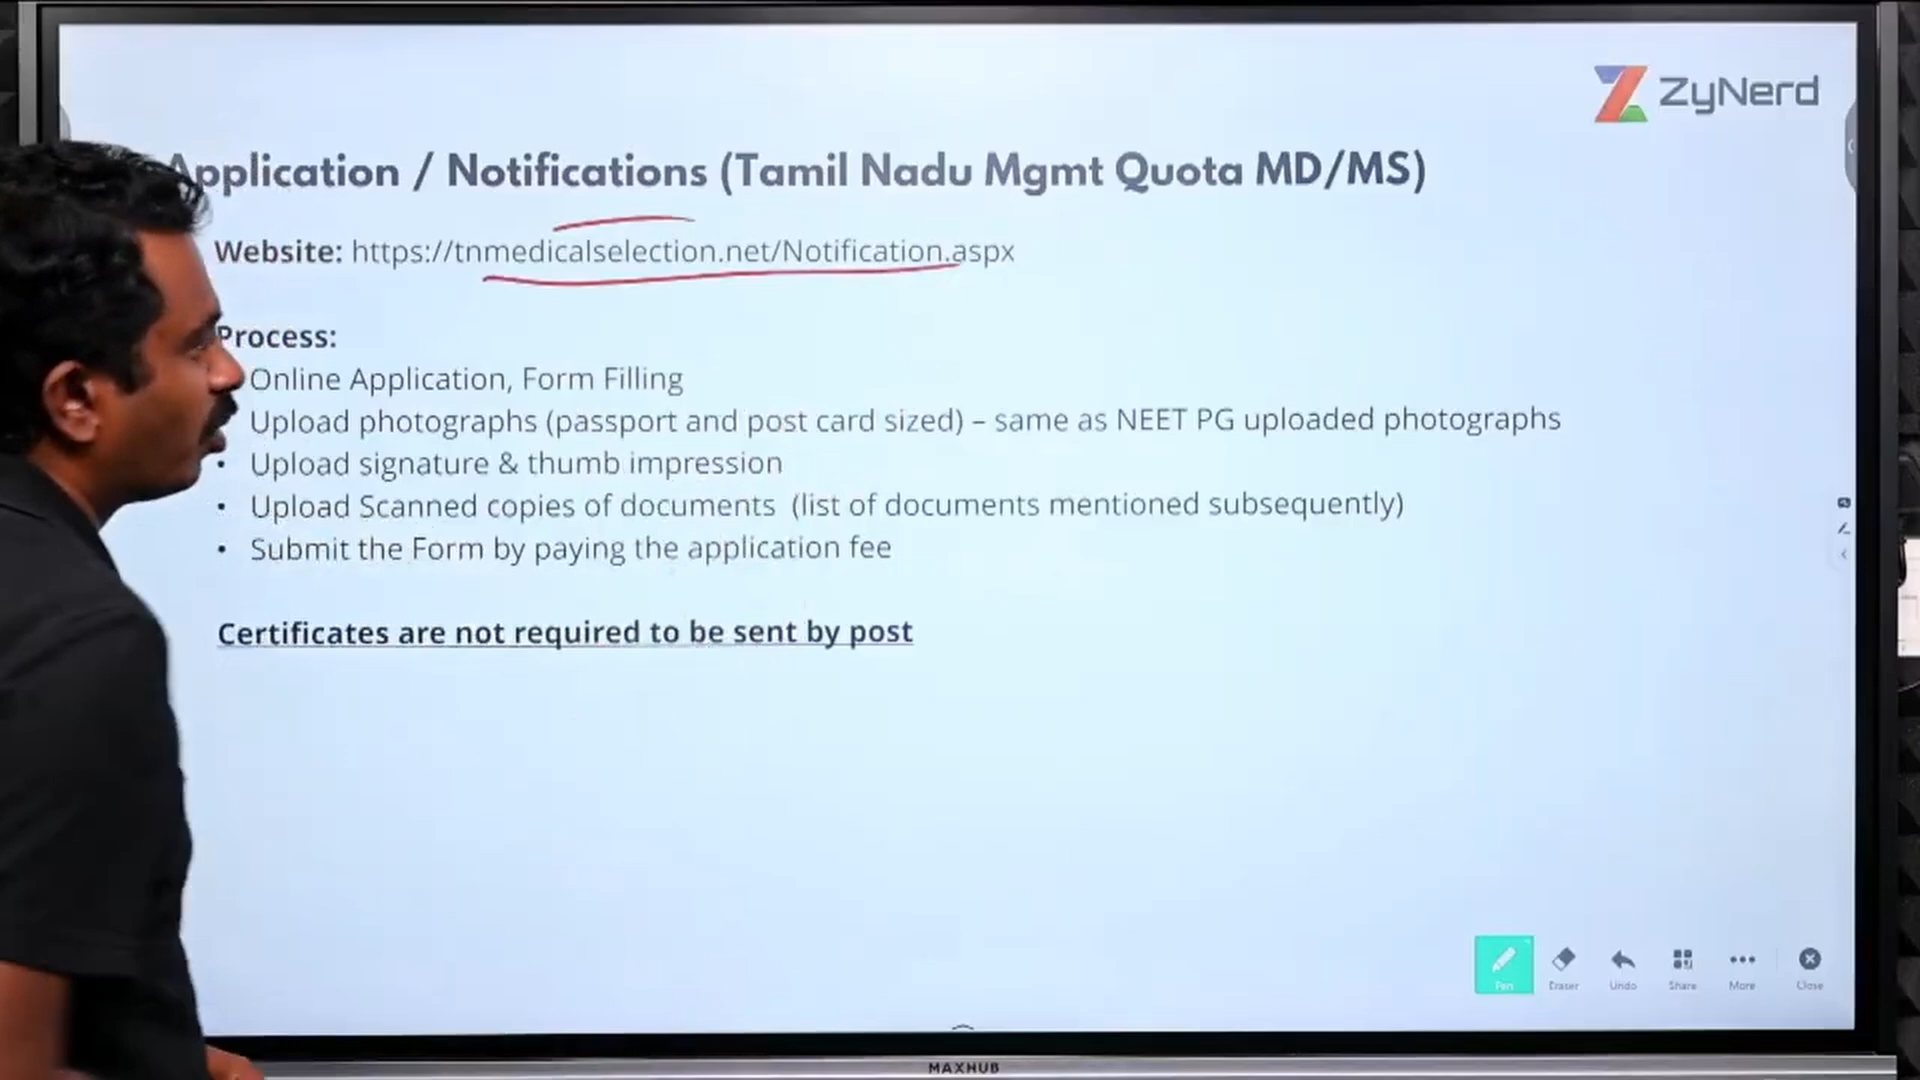 ZyNerd
Application / Notifications (Tamil Nadu Mgmt Quota MD/MS)
Website: https://tnmedicalselection.net/Notification.aspx
Process:
Online Application, Form Filling
Upload photographs (passport and post card sized) – same as NEET PG uploaded photographs
• Upload signature & thumb impression
• Upload Scanned copies of documents (list of documents mentioned subsequently)
• Submit the Form by paying the application fee
Certificates are not required to be sent by post
Pen Eraser Undo Share More Close
MAXHUB